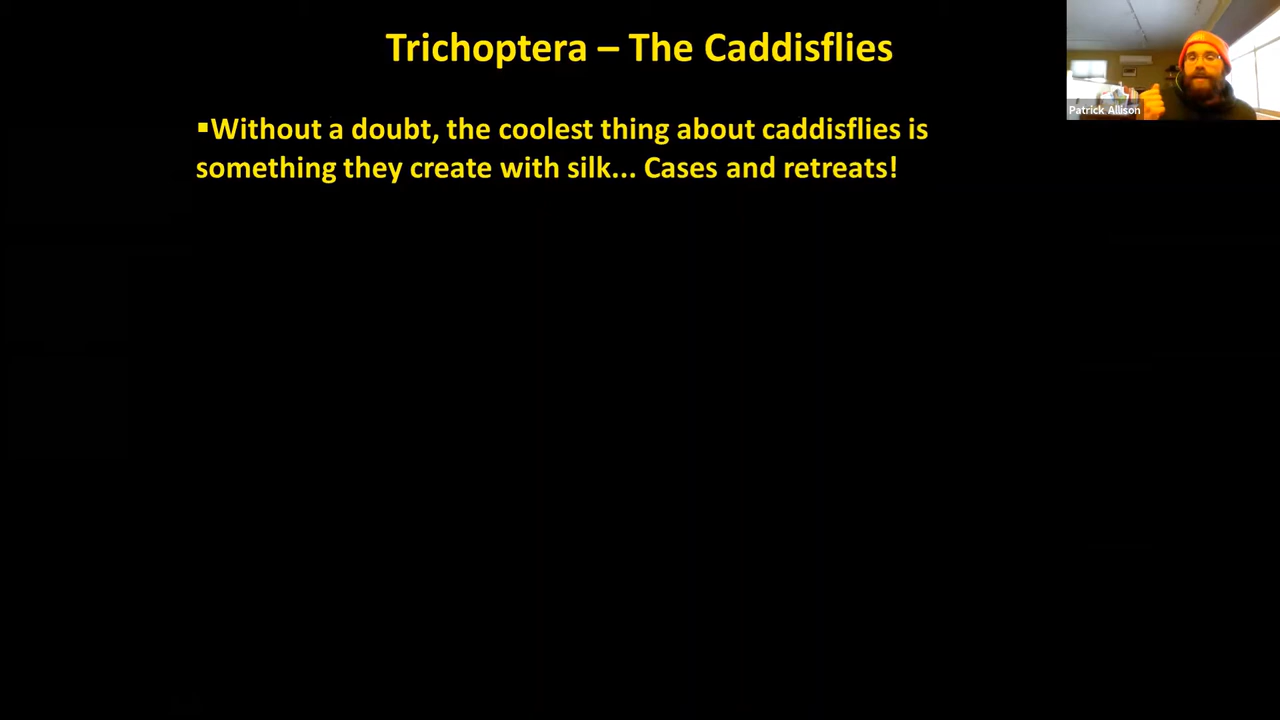 Trichoptera – The Caddisflies
Patrick Allison
▪Without a doubt, the coolest thing about caddisflies is
something they create with silk... Cases and retreats!